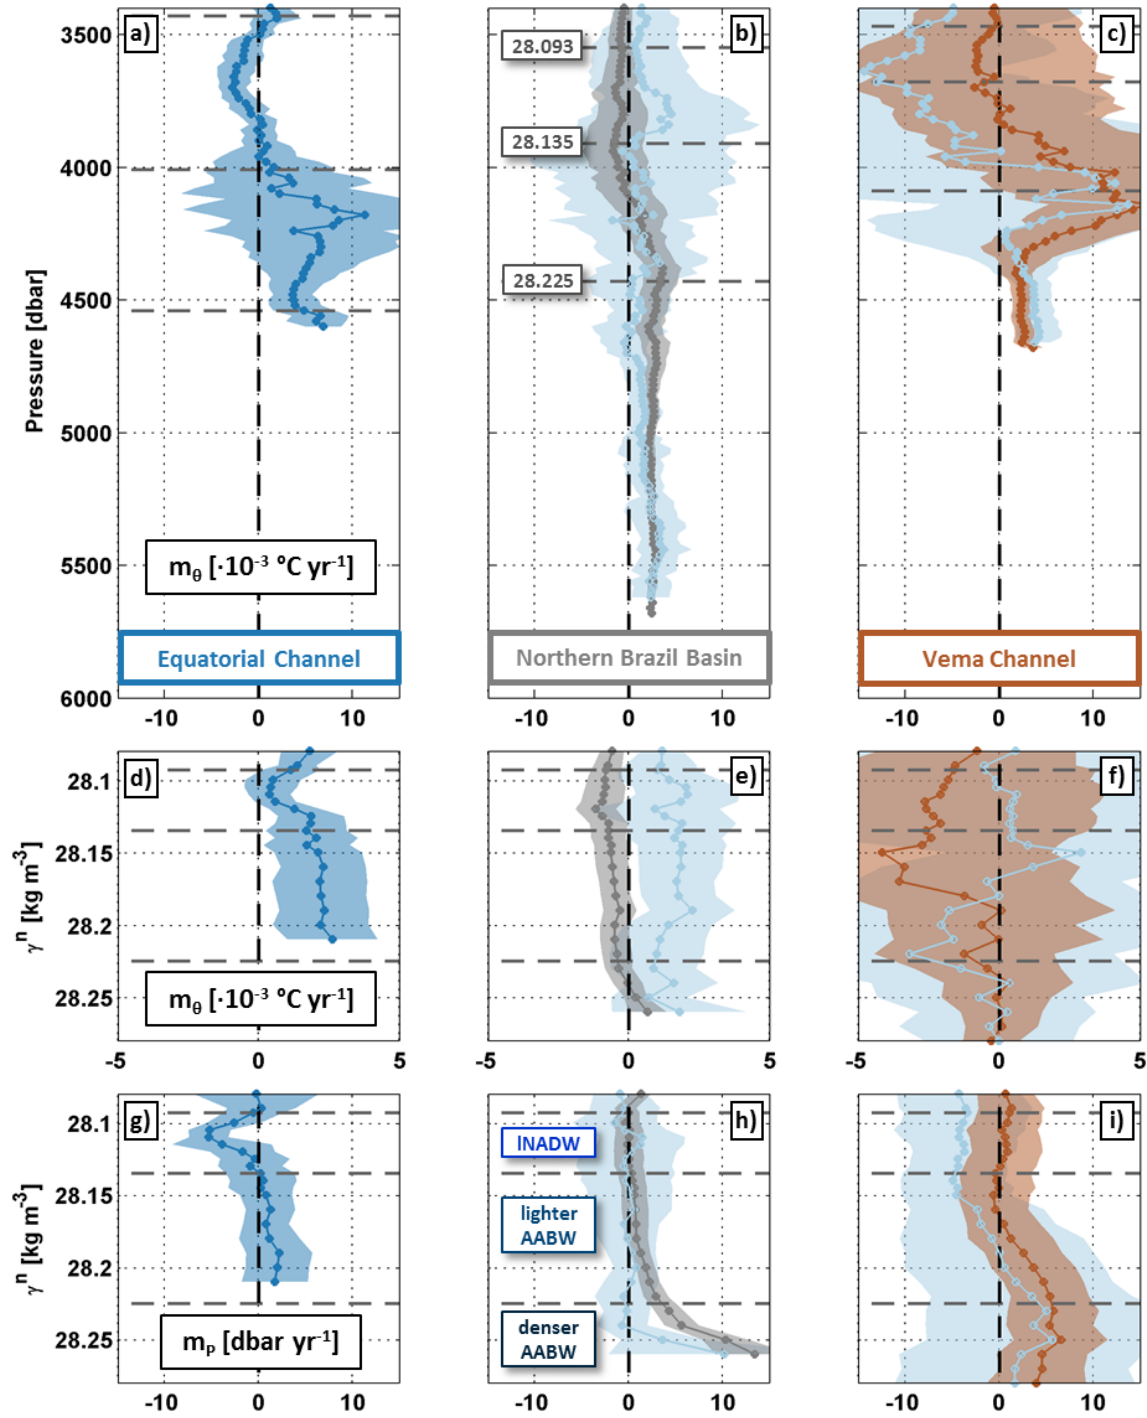 a)
b)
c)
3500
4000
4500
5000
5500
6000
Pressure [dbar]
28.093
28.135
28.225
mθ [·10⁻³ °C yr⁻¹]
Equatorial Channel
Northern Brazil Basin
Vema Channel
-10 0 10
-10 0 10
-10 0 10
d)
e)
f)
28.1
28.15
28.2
28.25
γⁿ [kg m⁻³]
mθ [·10⁻³ °C yr⁻¹]
-5 0 5
-5 0 5
-5 0 5
g)
h)
i)
28.1
28.15
28.2
28.25
γⁿ [kg m⁻³]
lNADW
lighter
AABW
denser
AABW
mP [dbar yr⁻¹]
-10 0 10
-10 0 10
-10 0 10